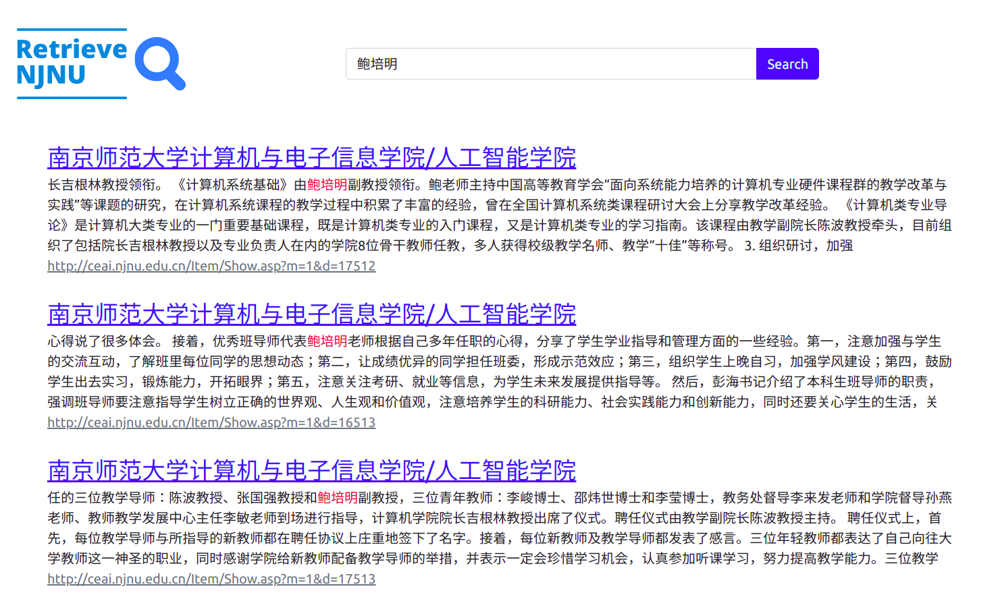 Retrieve
NJNU
鲍培明
Search
南京师范大学计算机与电子信息学院/人工智能学院
长吉根林教授领衔。 《计算机系统基础》由鲍培明副教授领衔。鲍老师主持中国高等教育学会“面向系统能力培养的计算机专业硬件课程群的教学改革与
实践”等课题的研究，在计算机系统课程的教学过程中积累了丰富的经验，曾在全国计算机系统类课程研讨大会上分享教学改革经验。 《计算机类专业导
论》是计算机大类专业的一门重要基础课程，既是计算机类专业的入门课程，又是计算机类专业的学习指南。该课程由教学副院长陈波教授牵头，目前组
织了包括院长吉根林教授以及专业负责人在内的学院8位骨干教师任教，多人获得校级教学名师、教学“十佳”等称号。 3. 组织研讨，加强
http://ceai.njnu.edu.cn/Item/Show.asp?m=1&d=17512
南京师范大学计算机与电子信息学院/人工智能学院
心得说了很多体会。 接着，优秀班导师代表鲍培明老师根据自己多年任职的心得，分享了学生学业指导和管理方面的一些经验。第一，注意加强与学生
的交流互动，了解班里每位同学的思想动态；第二，让成绩优异的同学担任班委，形成示范效应；第三，组织学生上晚自习，加强学风建设；第四，鼓励
学生出去实习，锻炼能力，开拓眼界；第五，注意关注考研、就业等信息，为学生未来发展提供指导等。 然后，彭海书记介绍了本科生班导师的职责，
强调班导师要注意指导学生树立正确的世界观、人生观和价值观，注意培养学生的科研能力、社会实践能力和创新能力，同时还要关心学生的生活，关
http://ceai.njnu.edu.cn/Item/Show.asp?m=1&d=16513
南京师范大学计算机与电子信息学院/人工智能学院
任的三位教学导师：陈波教授、张国强教授和鲍培明副教授，三位青年教师：李峻博士、邵炜世博士和李莹博士，教务处督导李来发老师和学院督导孙燕
老师、教师教学发展中心主任李敏老师到场进行指导，计算机学院院长吉根林教授出席了仪式。聘任仪式由教学副院长陈波教授主持。 聘任仪式上，首
先，每位教学导师与所指导的新教师都在聘任协议上庄重地签下了名字。接着，每位新教师及教学导师都发表了感言。三位年轻教师都表达了自己向往大
学教师这一神圣的职业，同时感谢学院给新教师配备教学导师的举措，并表示一定会珍惜学习机会，认真参加听课学习，努力提高教学能力。三位教学
http://ceai.njnu.edu.cn/Item/Show.asp?m=1&d=17513